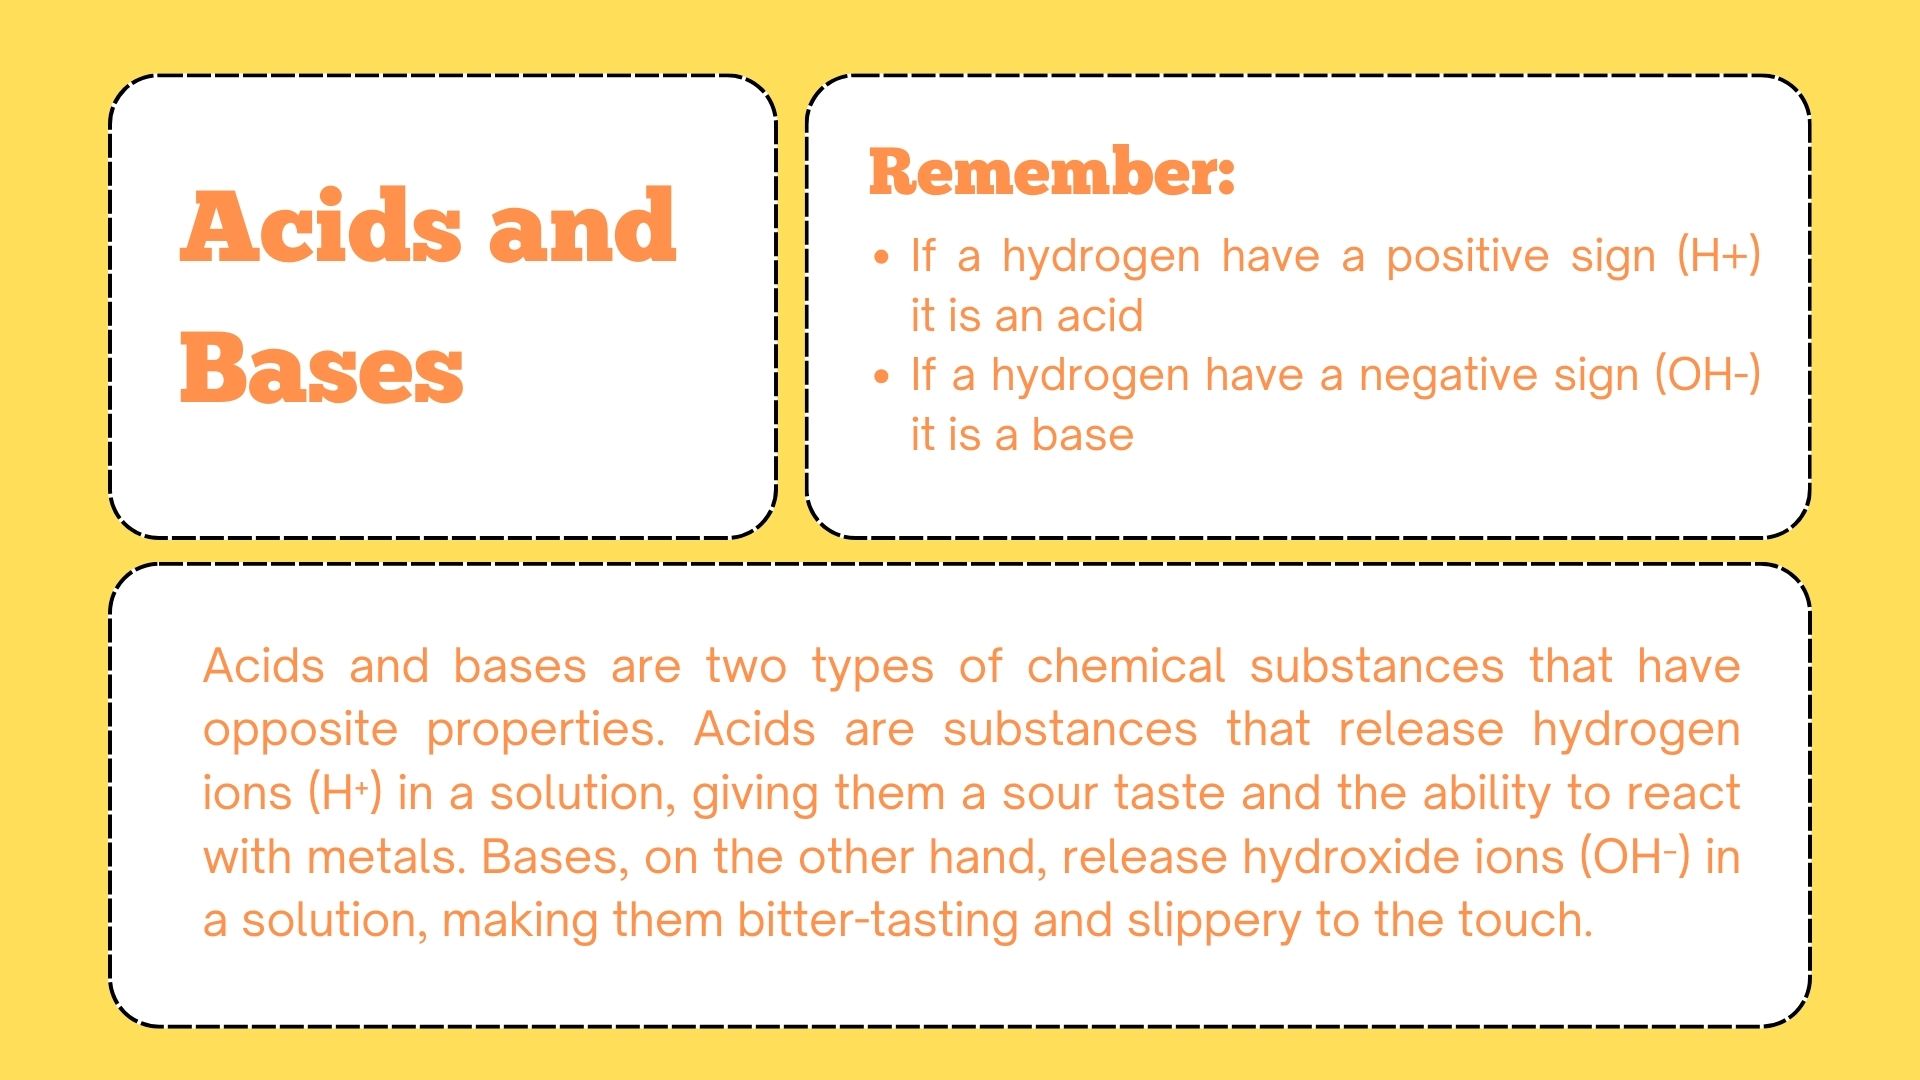 Acids and
Bases
Remember:
• If a hydrogen have a positive sign (H+)
it is an acid
• If a hydrogen have a negative sign (OH-)
it is a base
Acids and bases are two types of chemical substances that have
opposite properties. Acids are substances that release hydrogen
ions (H⁺) in a solution, giving them a sour taste and the ability to react
with metals. Bases, on the other hand, release hydroxide ions (OH⁻) in
a solution, making them bitter-tasting and slippery to the touch.